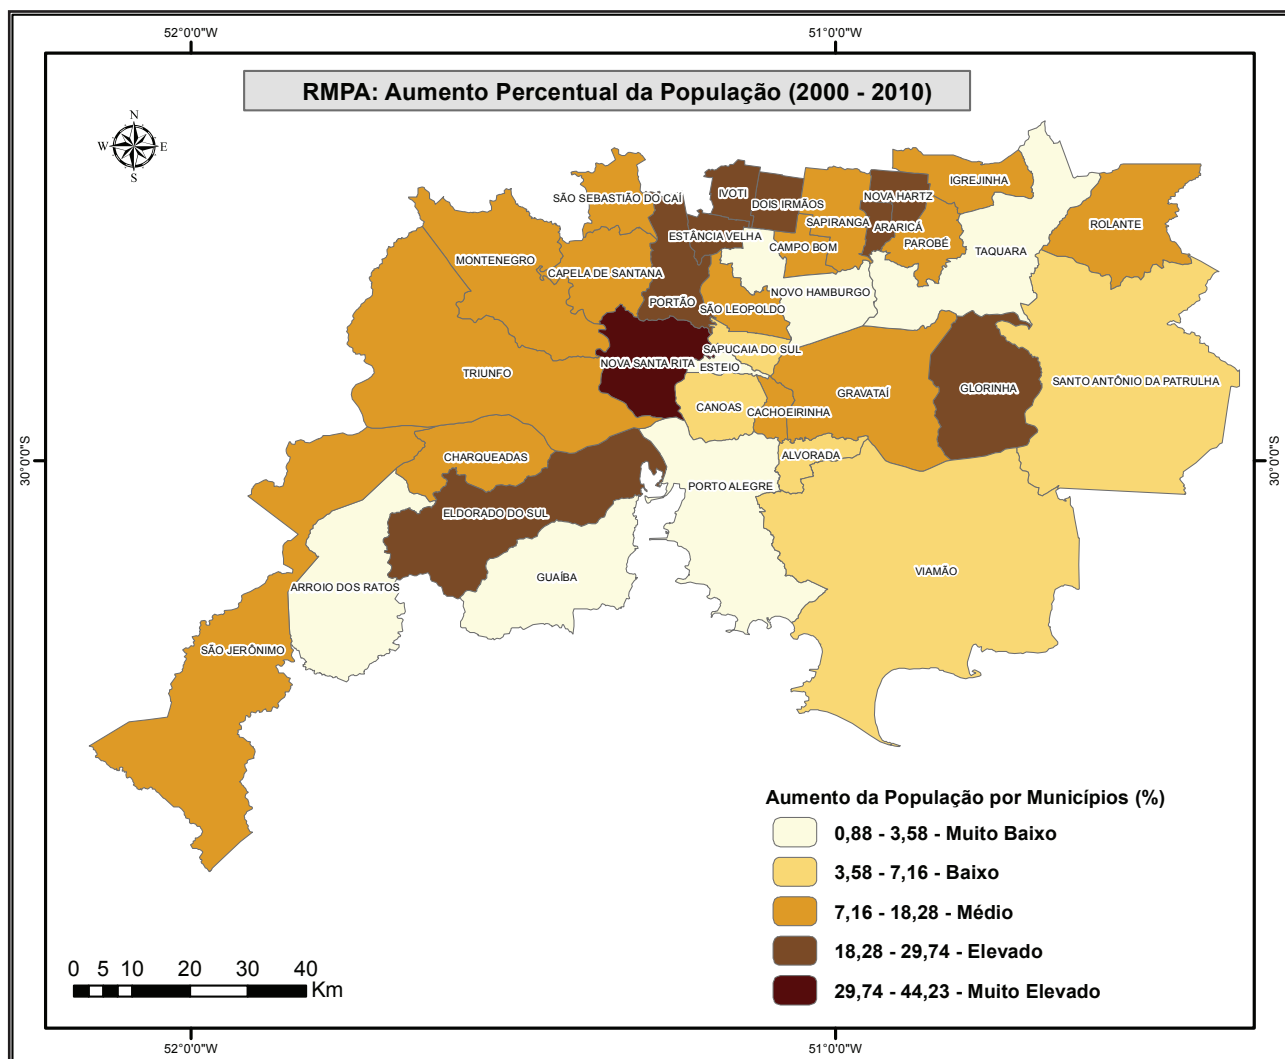 52°0'0"W
51°0'0"W
RMPA: Aumento Percentual da População (2000 - 2010)
N
W
E
S
SÃO SEBASTIÃO DO CAÍ
IVOTI
DOIS IRMÃOS
NOVA HARTZ
IGREJINHA
SAPIRANGA
ROLANTE
ESTÂNCIA VELHA
ARARICÁ
CAMPO BOM
PAROBÉ
TAQUARA
MONTENEGRO
CAPELA DE SANTANA
PORTÃO
NOVO HAMBURGO
SÃO LEOPOLDO
SAPUCAIA DO SUL
NOVA SANTA RITA
ESTEIO
TRIUNFO
GRAVATAÍ
GLORINHA
SANTO ANTÔNIO DA PATRULHA
CANOAS
CACHOEIRINHA
CHARQUEADAS
ALVORADA
30°0'0"S
30°0'0"S
PORTO ALEGRE
ELDORADO DO SUL
VIAMÃO
GUAÍBA
ARROIO DOS RATOS
SÃO JERÔNIMO
Aumento da População por Municípios (%)
0,88 - 3,58 - Muito Baixo
3,58 - 7,16 - Baixo
7,16 - 18,28 - Médio
18,28 - 29,74 - Elevado
29,74 - 44,23 - Muito Elevado
0 5 10 20 30 40
Km
52°0'0"W
51°0'0"W